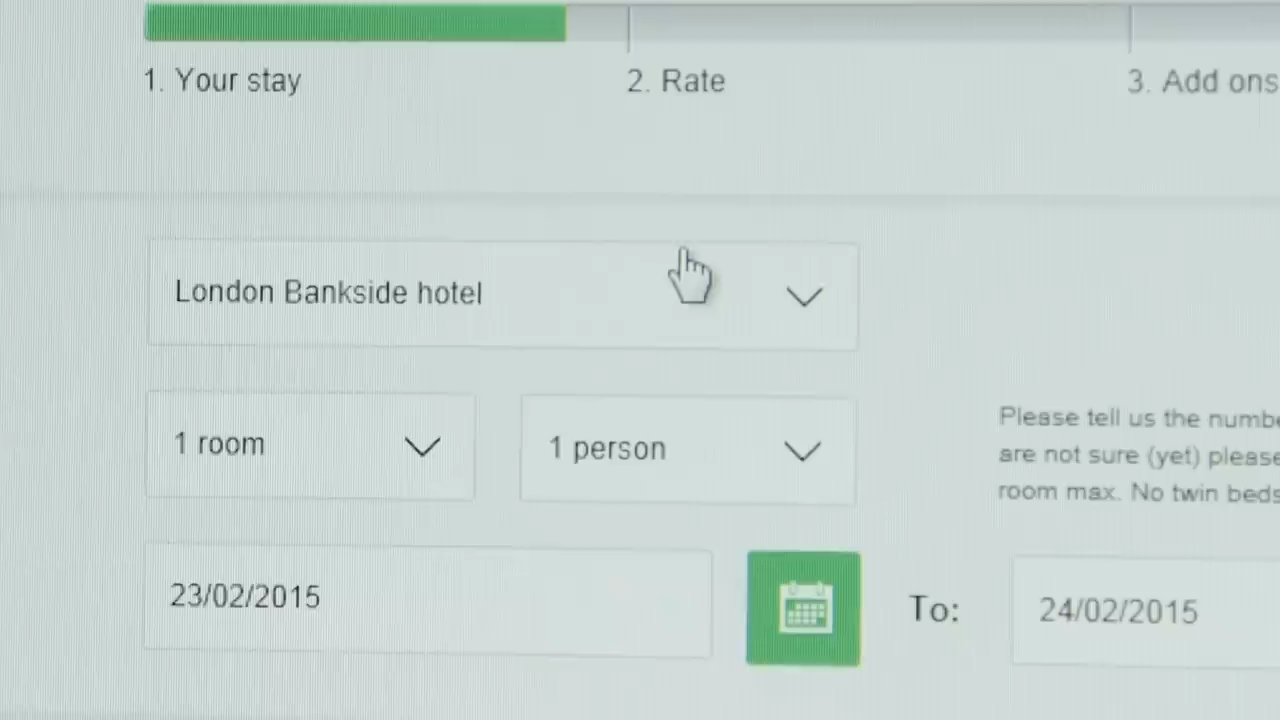 1. Your stay
2. Rate
3. Add ons
London Bankside hotel
1 room
1 person
Please tell us the
are not sure (yet) please
room max. No twin beds
23/02/2015
To:
24/02/2015